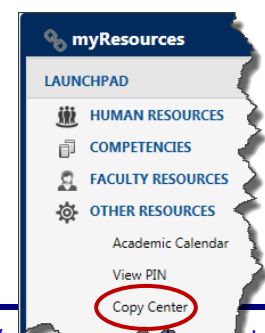 myResources
LAUNCHPAD
HUMAN RESOURCES
COMPETENCIES
FACULTY RESOURCES
OTHER RESOURCES
Academic Calendar
View PIN
Copy Center